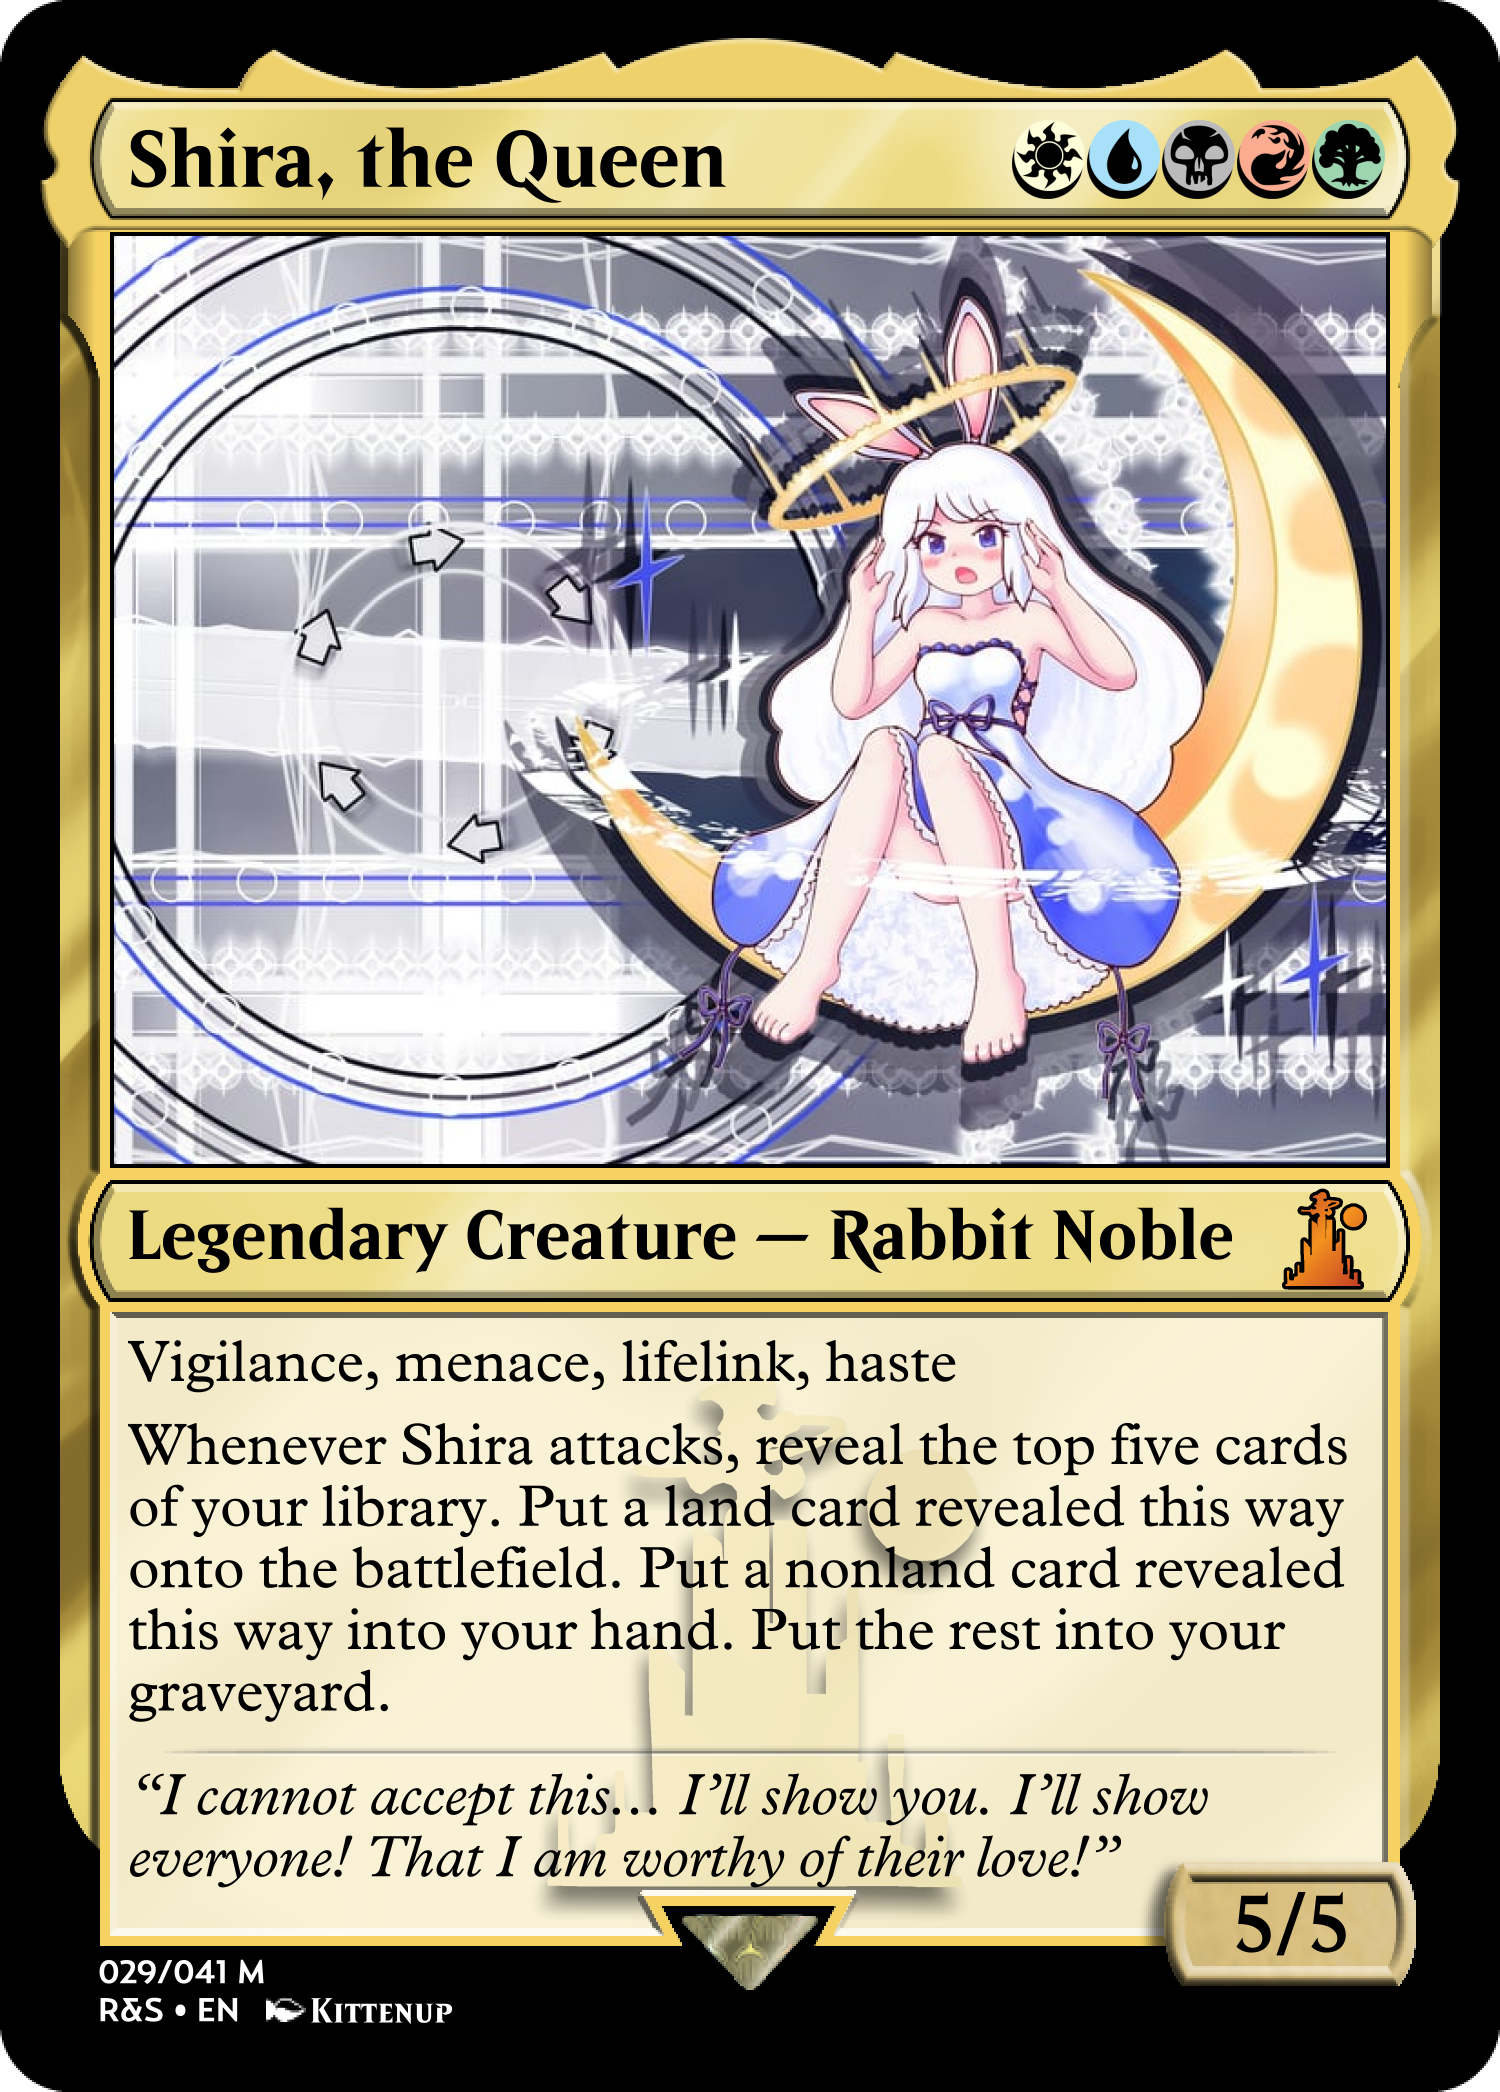 Shira, the Queen
Legendary Creature — Rabbit Noble
Vigilance, menace, lifelink, haste
Whenever Shira attacks, reveal the top five cards
of your library. Put a land card revealed this way
onto the battlefield. Put a nonland card revealed
this way into your hand. Put the rest into your
graveyard.
“I cannot accept this… I’ll show you. I’ll show
everyone! That I am worthy of their love!”
5/5
029/041 M
R&S • EN KITTENUP